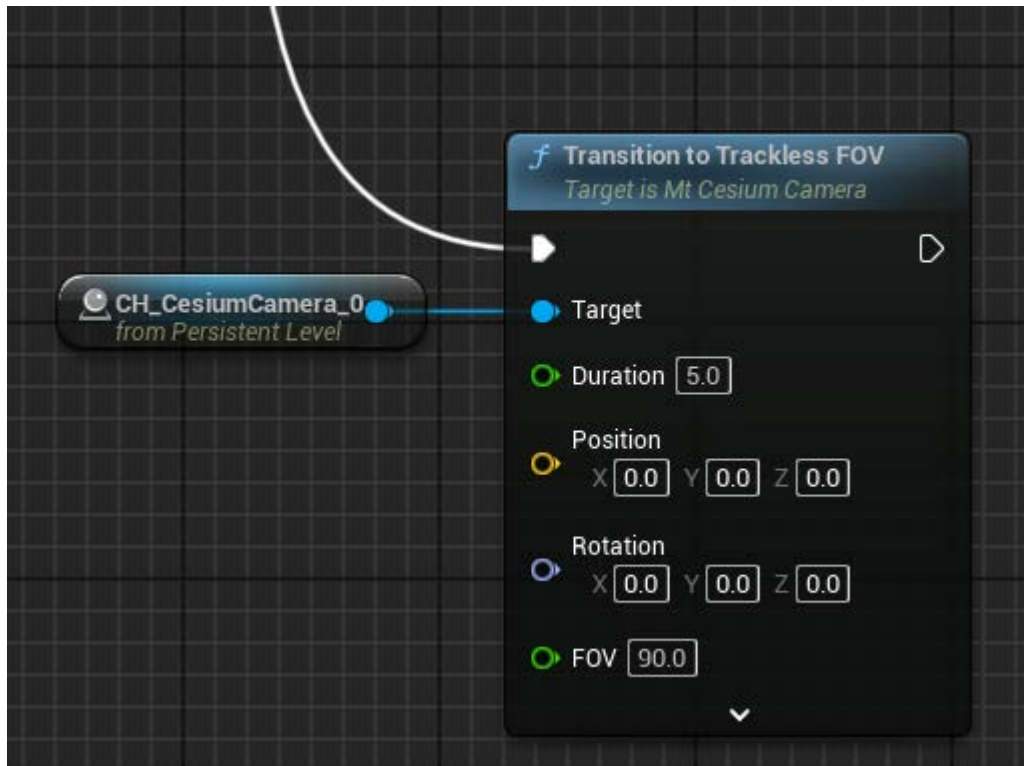 Transition to Trackless FOV
Target is Mt Cesium Camera
CH_CesiumCamera_0
from Persistent Level
Target
Duration 5.0
Position
X 0.0 Y 0.0 Z 0.0
Rotation
X 0.0 Y 0.0 Z 0.0
FOV 90.0